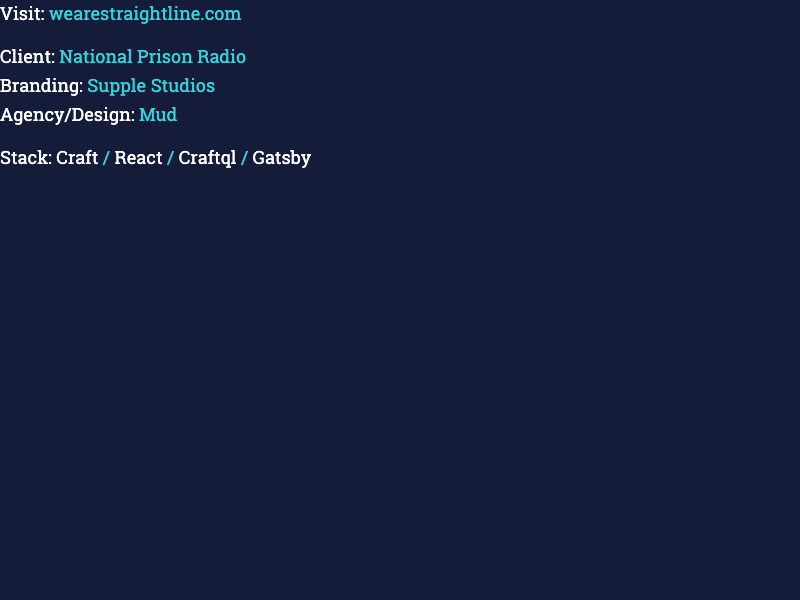 Visit: wearestraightline.com
Client: National Prison Radio
Branding: Supple Studios
Agency/Design: Mud
Stack: Craft / React / Craftql / Gatsby